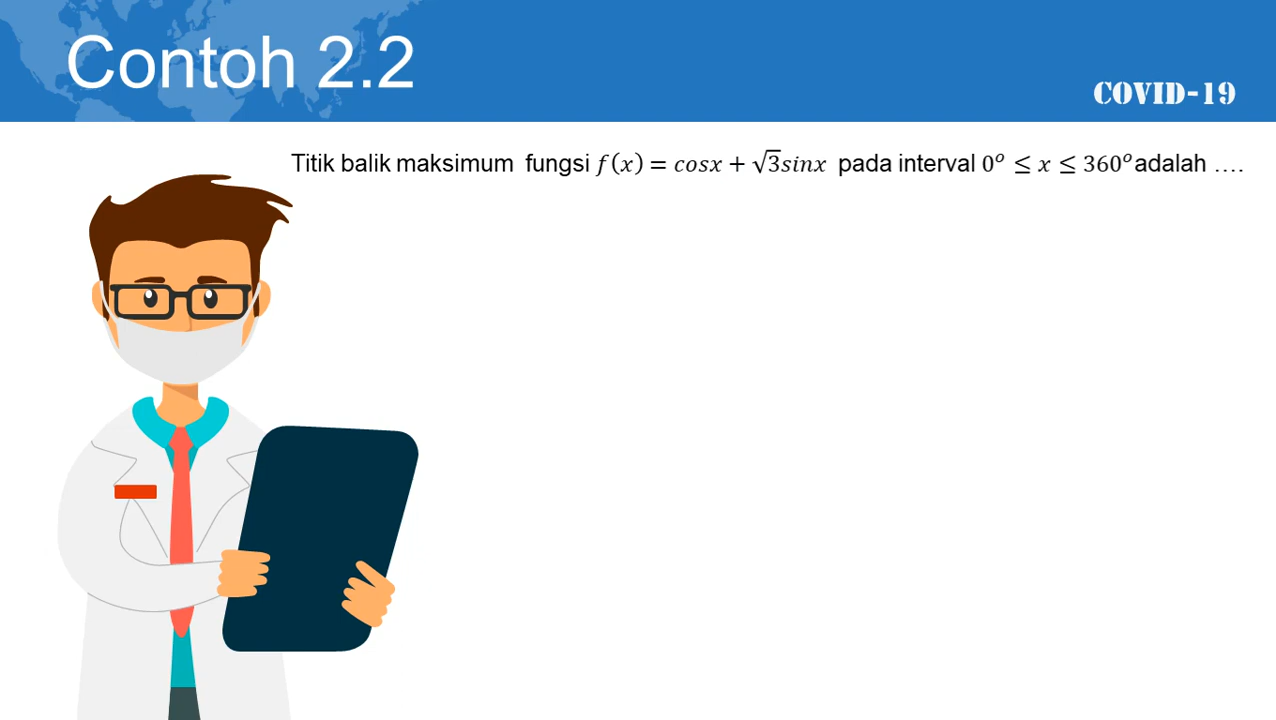 Contoh 2.2
COVID-19
Titik balik maksimum fungsi f(x) = cosx + √3sinx pada interval 0° ≤ x ≤ 360° adalah ….